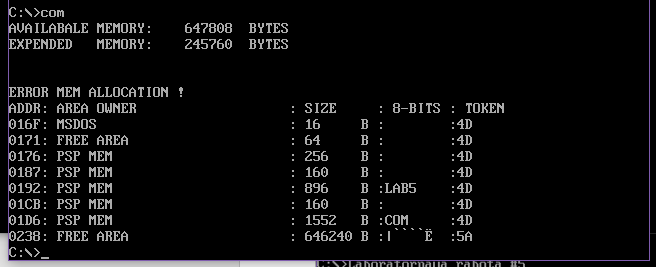 C:\>com
AVAILABALE MEMORY: 647808 BYTES
EXPENDED MEMORY: 245760 BYTES
ERROR MEM ALLOCATION !
ADDR: AREA OWNER : SIZE : 8-BITS : TOKEN
016F: MSDOS : 16 B : :4D
0171: FREE AREA : 64 B : :4D
0176: PSP MEM : 256 B : :4D
0187: PSP MEM : 160 B : :4D
0192: PSP MEM : 896 B :LAB5 :4D
01CB: PSP MEM : 160 B : :4D
01D6: PSP MEM : 1552 B :COM :4D
0238: FREE AREA : 646240 B :|````Ë :5A
C:\>_
C:\>Laboratornaya rabota #5